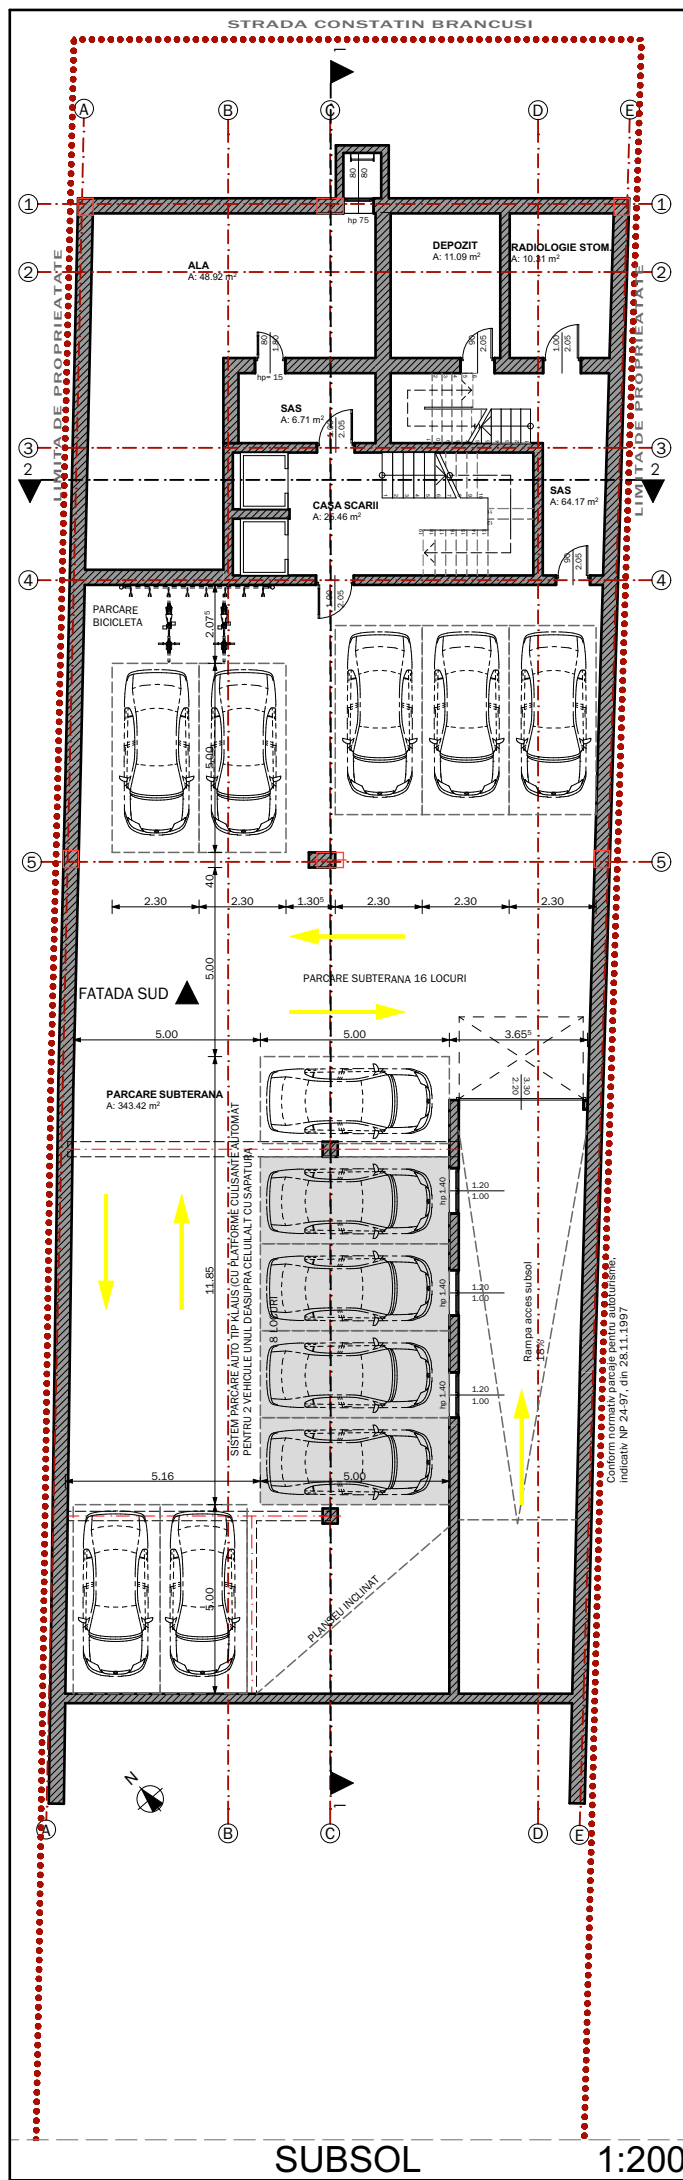 STRADA CONSTATIN BRANCUSI
A
B
C
D
E
1
1
80
80
hp 75
1
2
LIMITA DE PROPRIEATATE
LIMITA DE PROPRIEATATE
ALA
A: 48.92 m²
DEPOZIT
A: 11.09 m²
RADIOLOGIE STOM.
A: 10.31 m²
2
80
1.80
hp= 15
90
2.05
1.00
2.05
SAS
A: 6.71 m²
1.00
2.05
3
3
2
2
CASA SCARII
A: 25.46 m²
SAS
A: 64.17 m²
90
2.05
4
4
1.00
2.05
PARCARE
BICICLETA
2.07⁵
5.00
5
5
40
2.30
2.30
1.30⁵
2.30
2.30
2.30
5.00
PARCARE SUBTERANA 16 LOCURI
FATADA SUD
5.00
5.00
3.65⁵
3.30
2.20
PARCARE SUBTERANA
A: 343.42 m²
SISTEM PARCARE AUTO TIP KLAUS (CU PLATFORME CULISANTE AUTOMAT
PENTRU 2 VEHICULE UNUL DEASUPRA CELUILALT CU SAPATURA
8 LOCURI
11.85
hp 1.40
1.20
1.00
hp 1.40
1.20
1.00
hp 1.40
1.20
1.00
Rampa acces subsol
18%
Conform normativ parcaje pentru autoturisme,
indicativ NP 24-97, din 28.11.1997
5.16
5.00
5.00
PLANSEU INCLINAT
N
1
A
B
C
D
E
SUBSOL
1:200